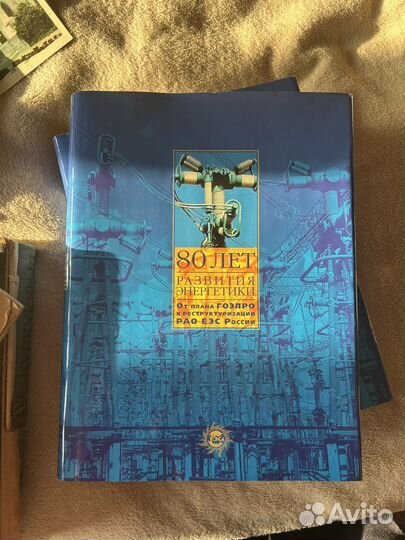 80 ЛЕТ
РАЗВИТИЯ
ЭНЕРГЕТИКИ
От плана ГОЭЛРО
к реструктуризации
РАО ЕЭС России
Avito